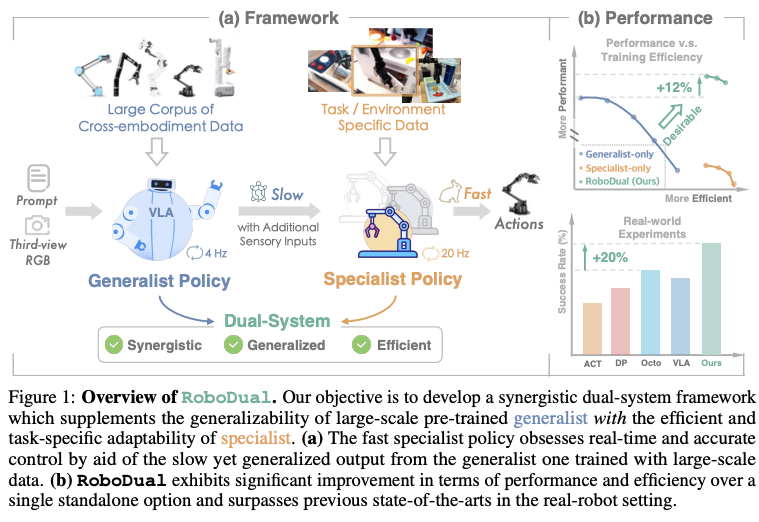 (a) Framework
Large Corpus of
Cross-embodiment Data
Task / Environment
Specific Data
Prompt
Third-view
RGB
VLA
4 Hz
Slow
with Additional
Sensory Inputs
20 Hz
Fast
Actions
Generalist Policy
Specialist Policy
Dual-System
Synergistic
Generalized
Efficient
(b) Performance
Performance v.s.
Training Efficiency
More Performant
+12%
Desirable
Generalist-only
Specialist-only
RoboDual (Ours)
More Efficient
Real-world
Experiments
Success Rate (%)
+20%
ACT DP Octo VLA Ours
Figure 1: Overview of RoboDual. Our objective is to develop a synergistic dual-system framework
which supplements the generalizability of large-scale pre-trained generalist with the efficient and
task-specific adaptability of specialist. (a) The fast specialist policy obsesses real-time and accurate
control by aid of the slow yet generalized output from the generalist one trained with large-scale
data. (b) RoboDual exhibits significant improvement in terms of performance and efficiency over a
single standalone option and surpasses previous state-of-the-arts in the real-robot setting.